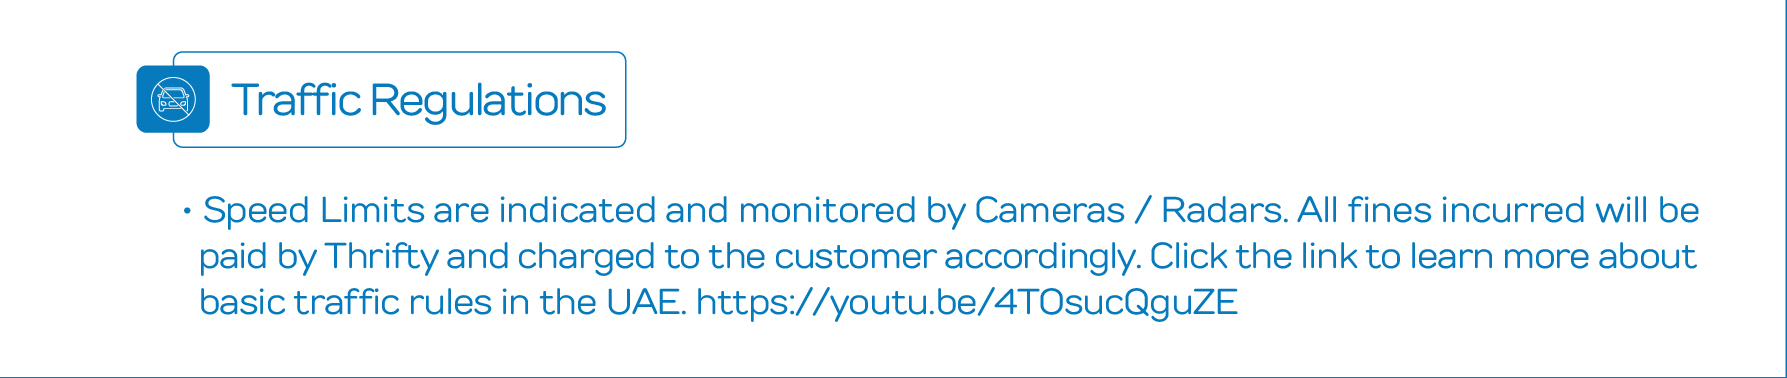 Traffic Regulations
• Speed Limits are indicated and monitored by Cameras / Radars. All fines incurred will be
paid by Thrifty and charged to the customer accordingly. Click the link to learn more about
basic traffic rules in the UAE. https://youtu.be/4TOsucQguZE